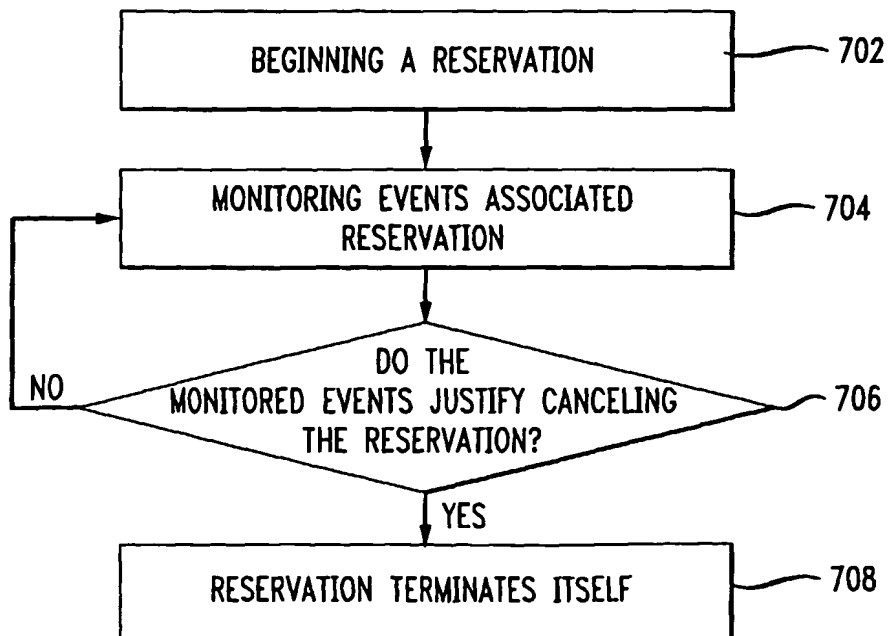 BEGINNING A RESERVATION
702
MONITORING EVENTS ASSOCIATED
RESERVATION
704
DO THE
MONITORED EVENTS JUSTIFY CANCELING
THE RESERVATION?
NO
706
YES
RESERVATION TERMINATES ITSELF
708